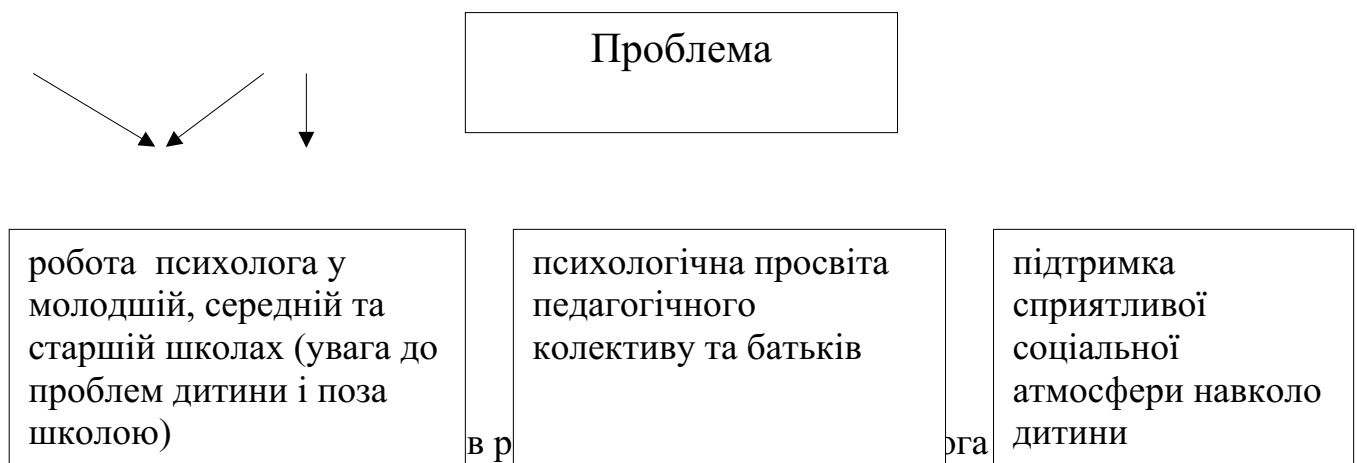 Проблема
робота психолога у
молодшій, середній та
старшій школах (увага до
проблем дитини і поза
школою)
психологічна просвіта
педагогічного
колективу та батьків
підтримка
сприятливої
соціальної
атмосфери навколо
дитини
в р